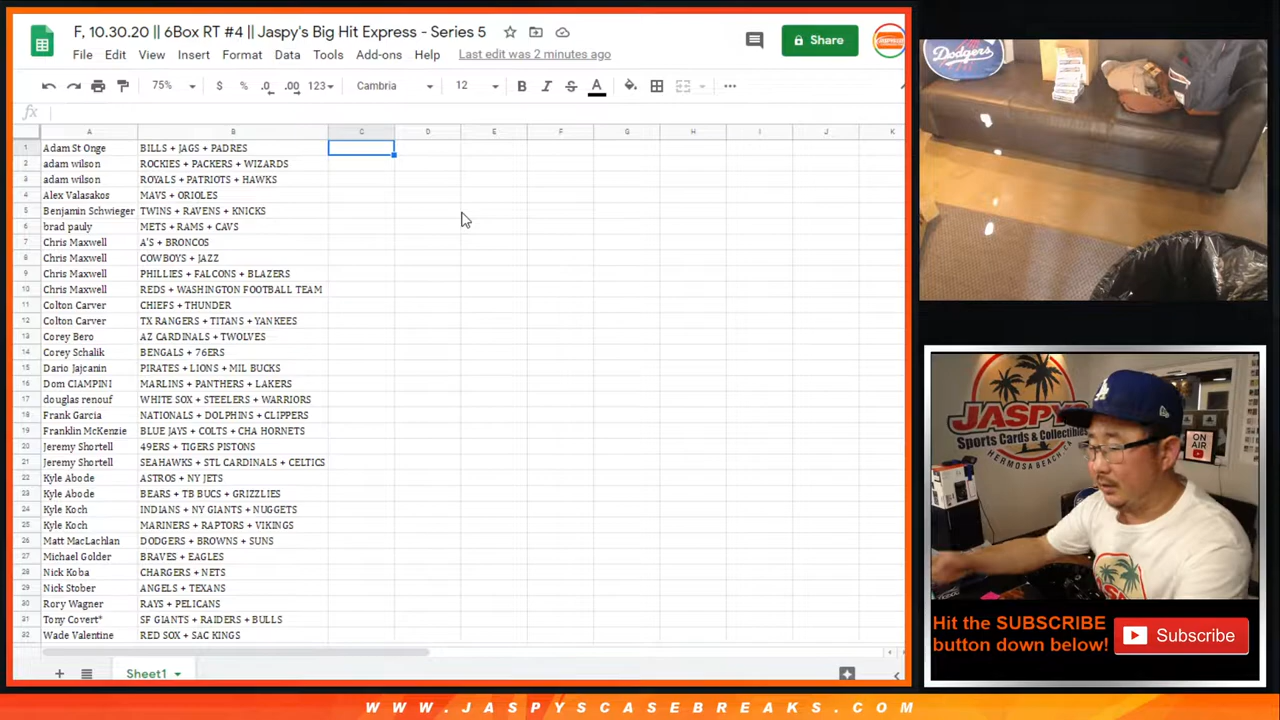 F, 10.30.20 || 6Box RT #4 || Jaspy's Big Hit Express - Series 5
File Edit View Insert Format Data Tools Add-ons Help Last edit was 2 minutes ago
Share
75% $ % .0 .00 123 Cambria 12 B I S A
fx
A B C D E F G H I J K
1 Adam St Onge BILLS + JAGS + PADRES
2 adam wilson ROCKIES + PACKERS + WIZARDS
3 adam wilson ROYALS + PATRIOTS + HAWKS
4 Alex Valasakos MAVS + ORIOLES
5 Benjamin Schwieger TWINS + RAVENS + KNICKS
6 brad pauly METS + RAMS + CAVS
7 Chris Maxwell A'S + BRONCOS
8 Chris Maxwell COWBOYS + JAZZ
9 Chris Maxwell PHILLIES + FALCONS + BLAZERS
10 Chris Maxwell REDS + WASHINGTON FOOTBALL TEAM
11 Colton Carver CHIEFS + THUNDER
12 Colton Carver TX RANGERS + TITANS + YANKEES
13 Corey Bero AZ CARDINALS + TWOLVES
14 Corey Schalik BENGALS + 76ERS
15 Dario Jajcanin PIRATES + LIONS + MIL BUCKS
16 Dom CIAMPINI MARLINS + PANTHERS + LAKERS
17 douglas renouf WHITE SOX + STEELERS + WARRIORS
18 Frank Garcia NATIONALS + DOLPHINS + CLIPPERS
19 Franklin McKenzie BLUE JAYS + COLTS + CHA HORNETS
20 Jeremy Shortell 49ERS + TIGERS PISTONS
21 Jeremy Shortell SEAHAWKS + STL CARDINALS + CELTICS
22 Kyle Abode ASTROS + NY JETS
23 Kyle Abode BEARS + TB BUCS + GRIZZLIES
24 Kyle Koch INDIANS + NY GIANTS + NUGGETS
25 Kyle Koch MARINERS + RAPTORS + VIKINGS
26 Matt MacLachlan DODGERS + BROWNS + SUNS
27 Michael Golder BRAVES + EAGLES
28 Nick Koba CHARGERS + NETS
29 Nick Stober ANGELS + TEXANS
30 Rory Wagner RAYS + PELICANS
31 Tony Covert* SF GIANTS + RAIDERS + BULLS
32 Wade Valentine RED SOX + SAC KINGS
Sheet1
Dodgers
JASPY'S
Sports Cards & Collectibles
HERMOSA BEACH
ON AIR
Hit the SUBSCRIBE
button down below!
Subscribe
WWW.JASPYSCASEBREAKS.COM